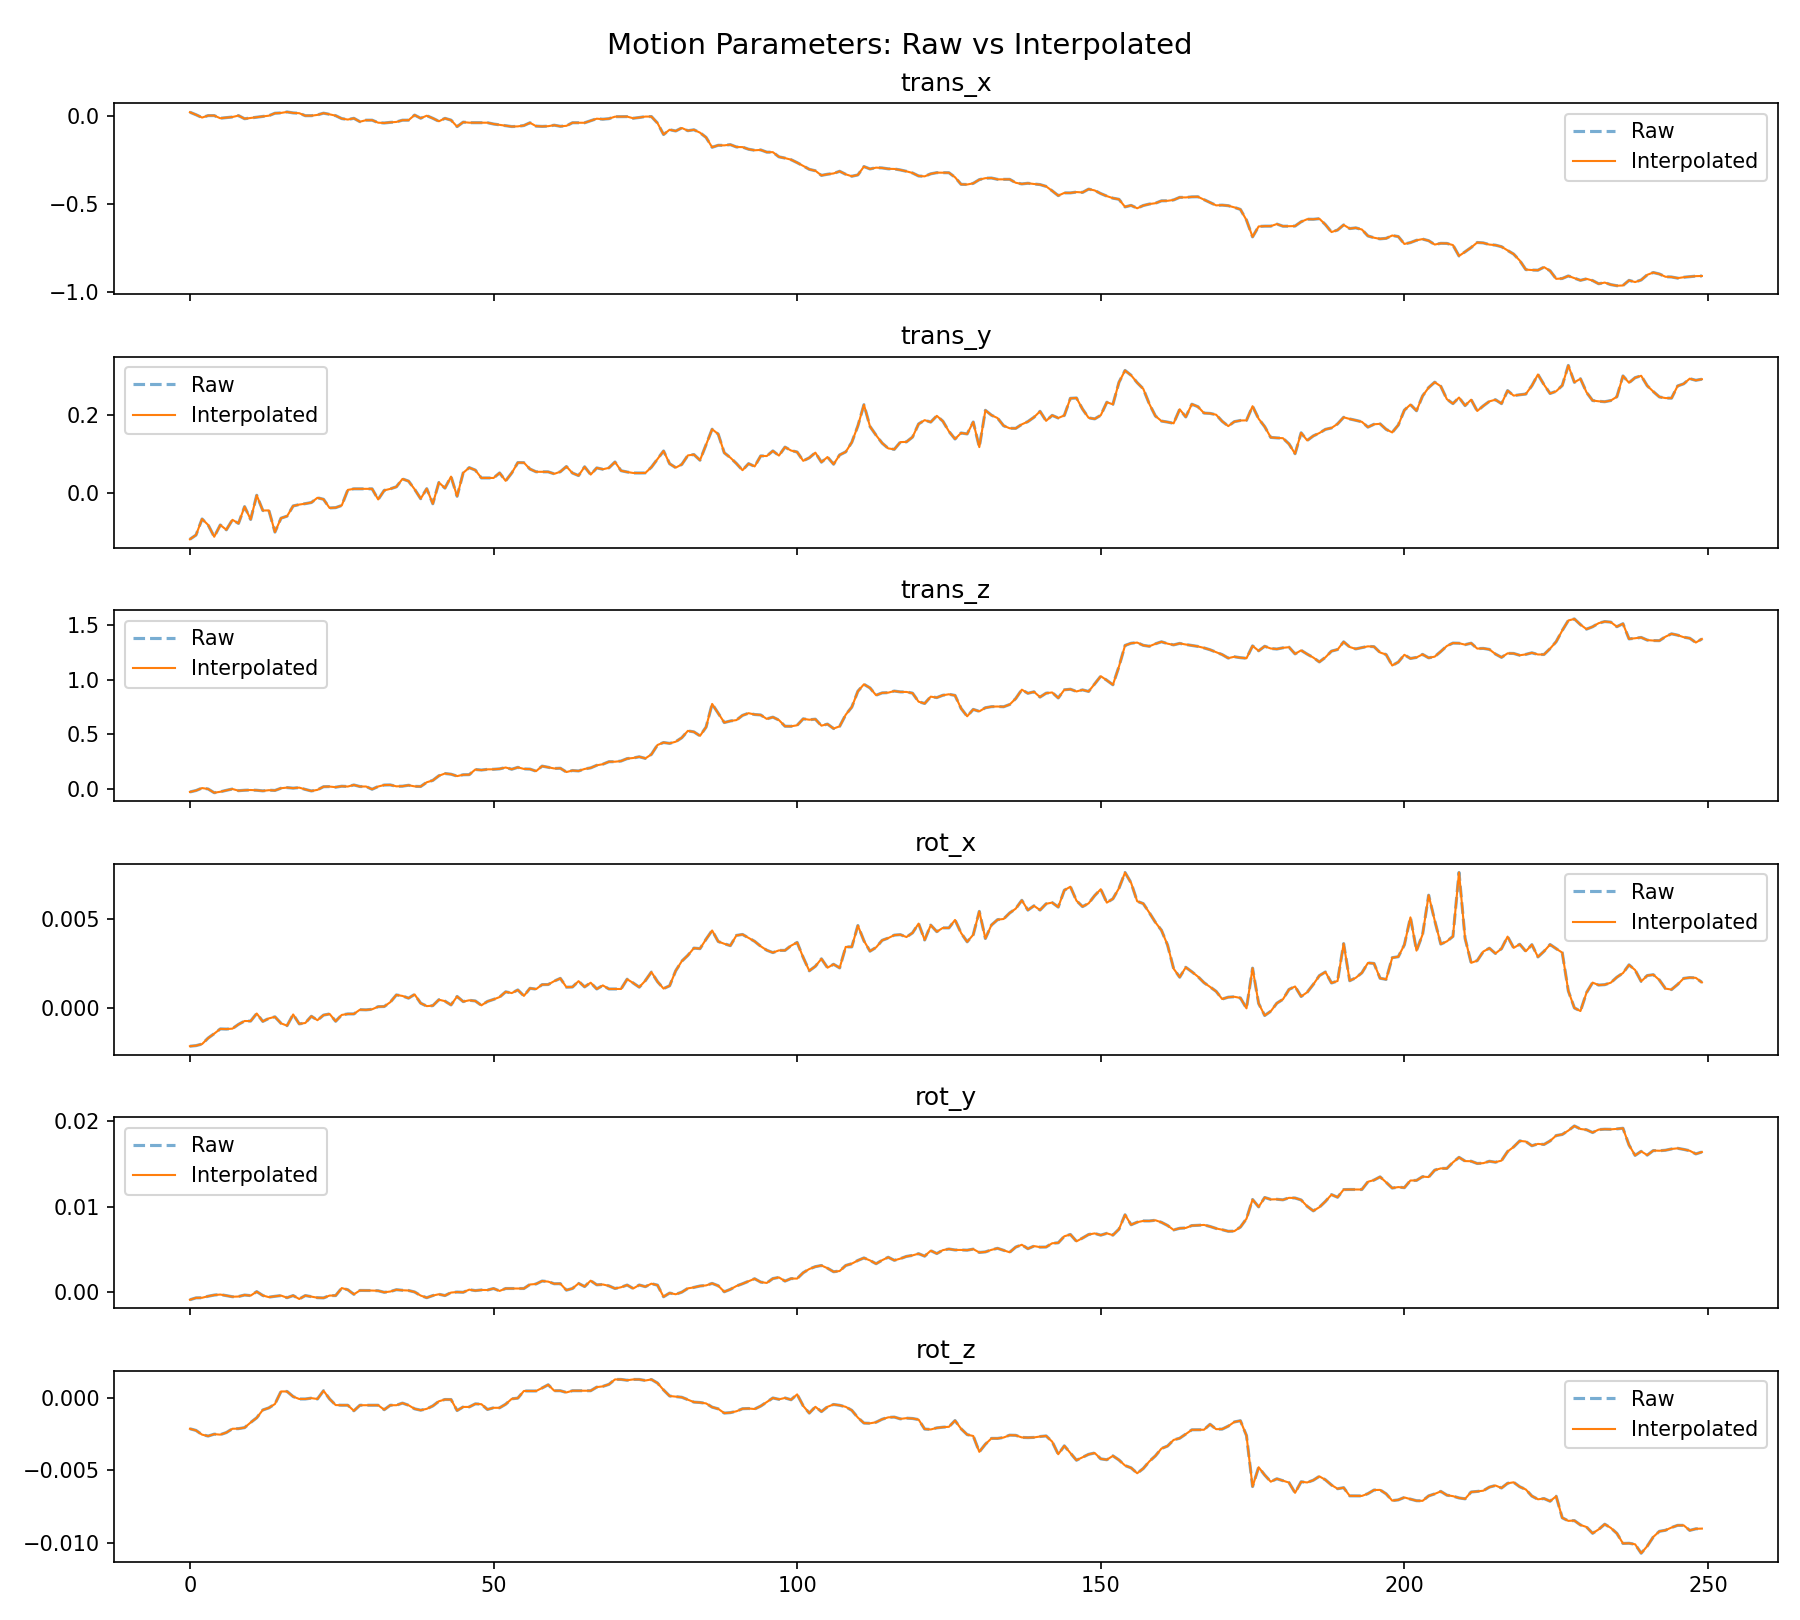 Motion Parameters: Raw vs Interpolated
trans_x
0.0
−0.5
−1.0
Raw
Interpolated
trans_y
0.2
0.0
Raw
Interpolated
trans_z
1.5
1.0
0.5
0.0
Raw
Interpolated
rot_x
0.005
0.000
Raw
Interpolated
rot_y
0.02
0.01
0.00
Raw
Interpolated
rot_z
0.000
−0.005
−0.010
Raw
Interpolated
0 50 100 150 200 250